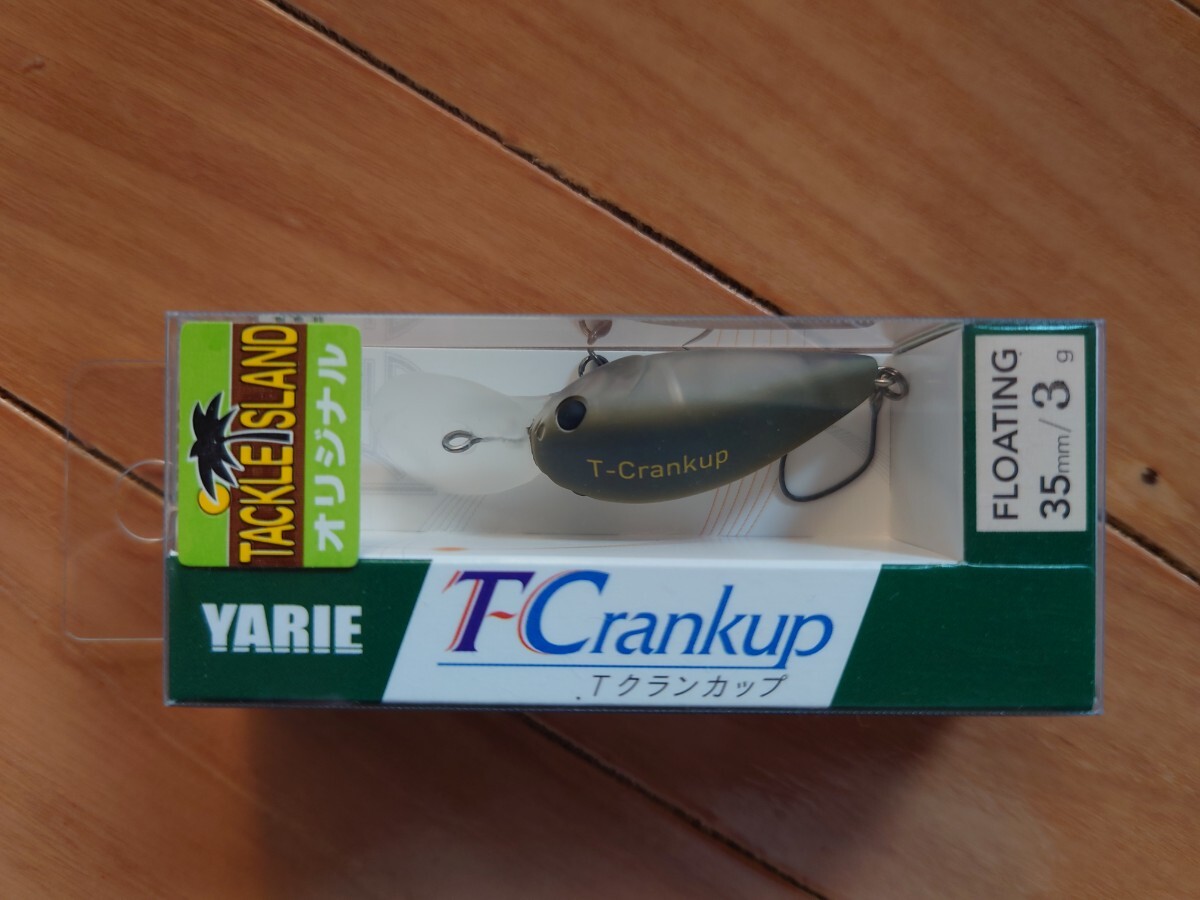 TACKLE ISLAND
オリジナル
T-Crankup
FLOATING
35mm/3g
YARIE
T-Crankup
Tクランカップ